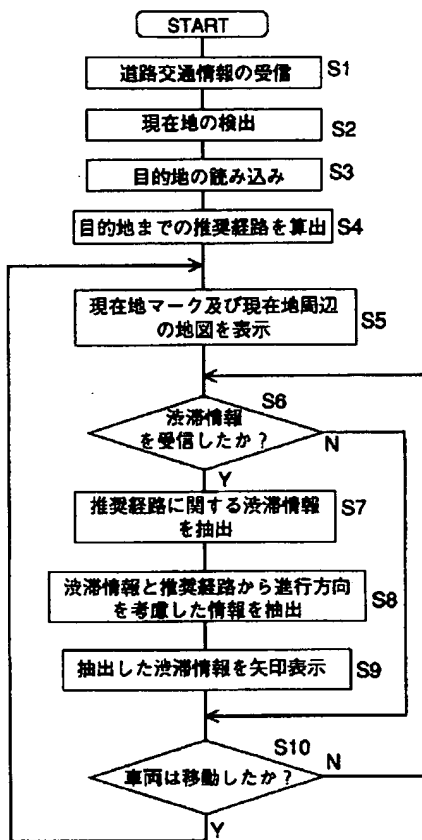 START
道路交通情報の受信 S1
現在地の検出 S2
目的地の読み込み S3
目的地までの推奨経路を算出 S4
現在地マーク及び現在地周辺
の地図を表示 S5
S6
渋滞情報
を受信したか？
N
Y
推奨経路に関する渋滞情報
を抽出 S7
渋滞情報と推奨経路から進行方向
を考慮した情報を抽出 S8
抽出した渋滞情報を矢印表示 S9
S10
車両は移動したか？ N
Y